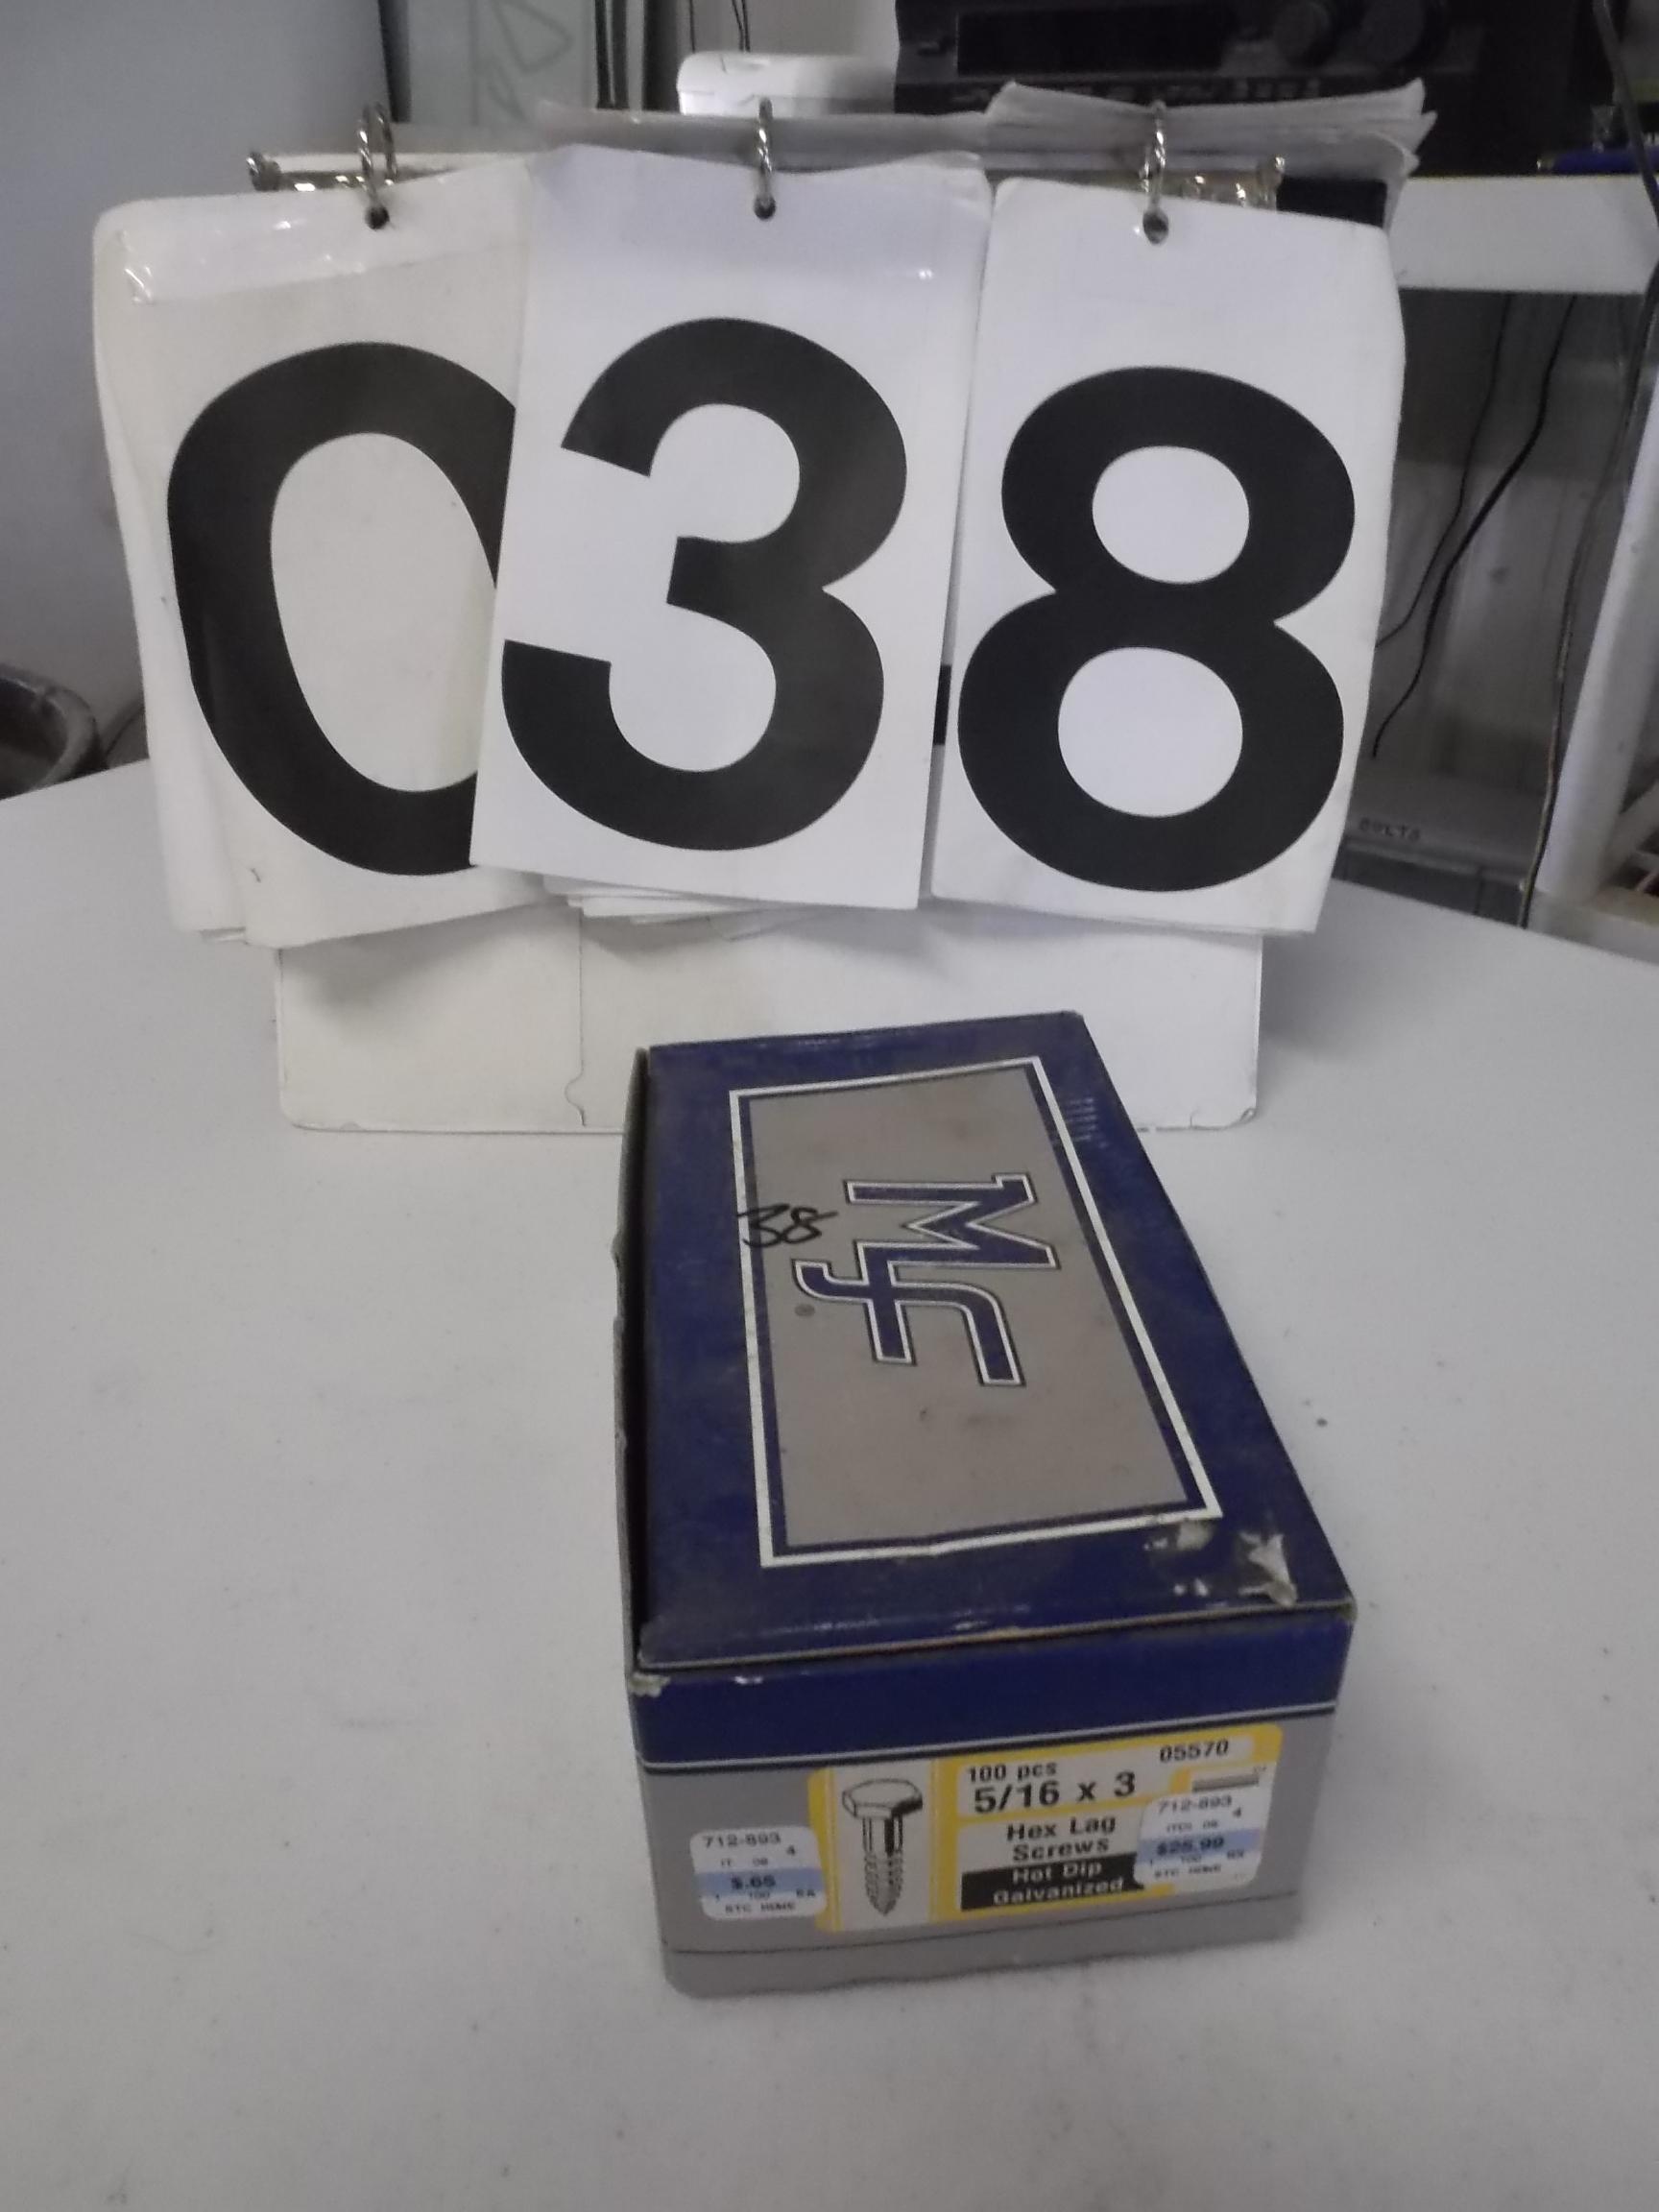 038
MF
®
38
100 pcs
05570
5/16 x 3
Hex Lag
Screws
Hot Dip
Galvanized
712-893
4
$25.99
100
712-893
4
$.65
100 EA